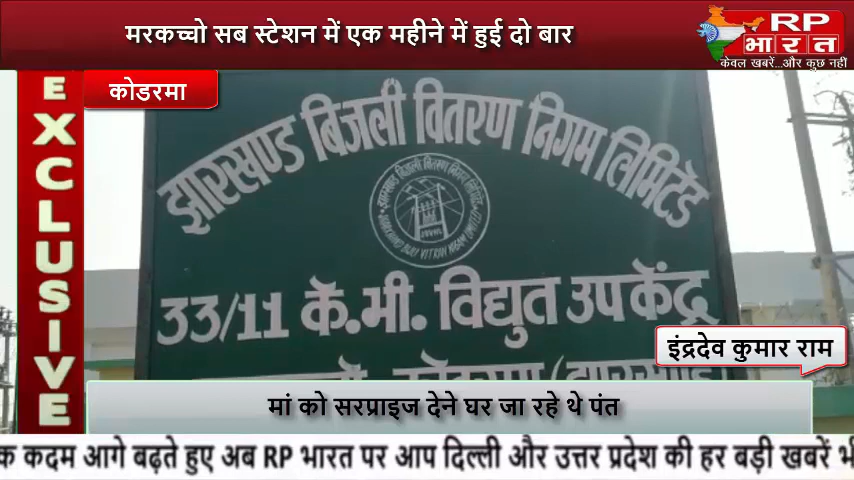 मरकच्चो सब स्टेशन में एक महीने में हुई दो बार
RP
भारत
केवल खबरें...और कुछ नहीं
EXCLUSIVE
कोडरमा
झारखण्ड बिजली वितरण निगम लिमिटेड
33/11 कॅ.भी. विद्युत उपकेंद्र
इंद्रदेव कुमार राम
मां को सरप्राइज देने घर जा रहे थे पंत
क कदम आगे बढ़ते हुए अब RP भारत पर आप दिल्ली और उत्तर प्रदेश की हर बड़ी खबरें भ